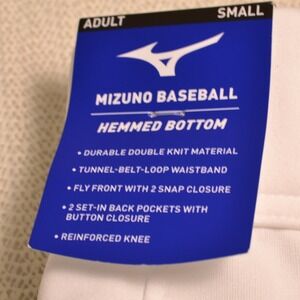 ADULT SMALL
MIZUNO BASEBALL
HEMMED BOTTOM
• DURABLE DOUBLE KNIT MATERIAL
• TUNNEL-BELT-LOOP WAISTBAND
• FLY FRONT WITH 2 SNAP CLOSURE
• 2 SET-IN BACK POCKETS WITH
BUTTON CLOSURE
• REINFORCED KNEE